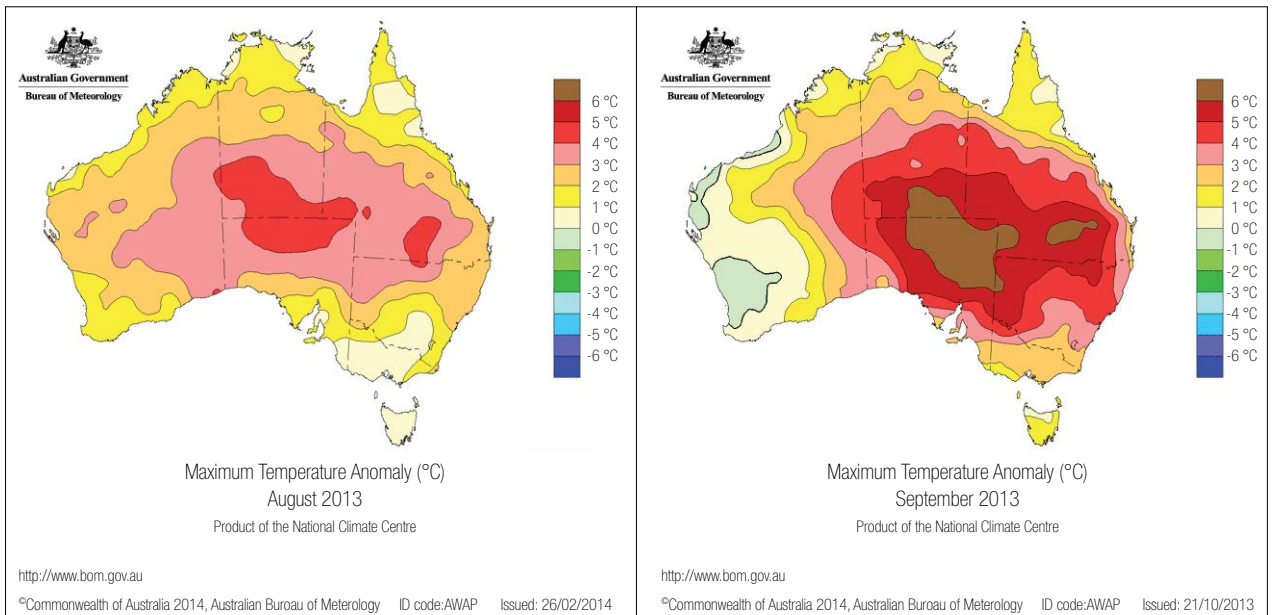 Australian Government
Bureau of Meteorology
6 °C
5 °C
4 °C
3 °C
2 °C
1 °C
0 °C
-1 °C
-2 °C
-3 °C
-4 °C
-5 °C
-6 °C
Maximum Temperature Anomaly (°C)
August 2013
Product of the National Climate Centre
http://www.bom.gov.au
©Commonwealth of Australia 2014, Australian Buroau of Meterology ID code:AWAP Issued: 26/02/2014
Australian Government
Bureau of Meteorology
6 °C
5 °C
4 °C
3 °C
2 °C
1 °C
0 °C
-1 °C
-2 °C
-3 °C
-4 °C
-5 °C
-6 °C
Maximum Temperature Anomaly (°C)
September 2013
Product of the National Climate Centre
http://www.bom.gov.au
©Commonwealth of Australia 2014, Australian Buroau of Meterology ID code:AWAP Issued: 21/10/2013